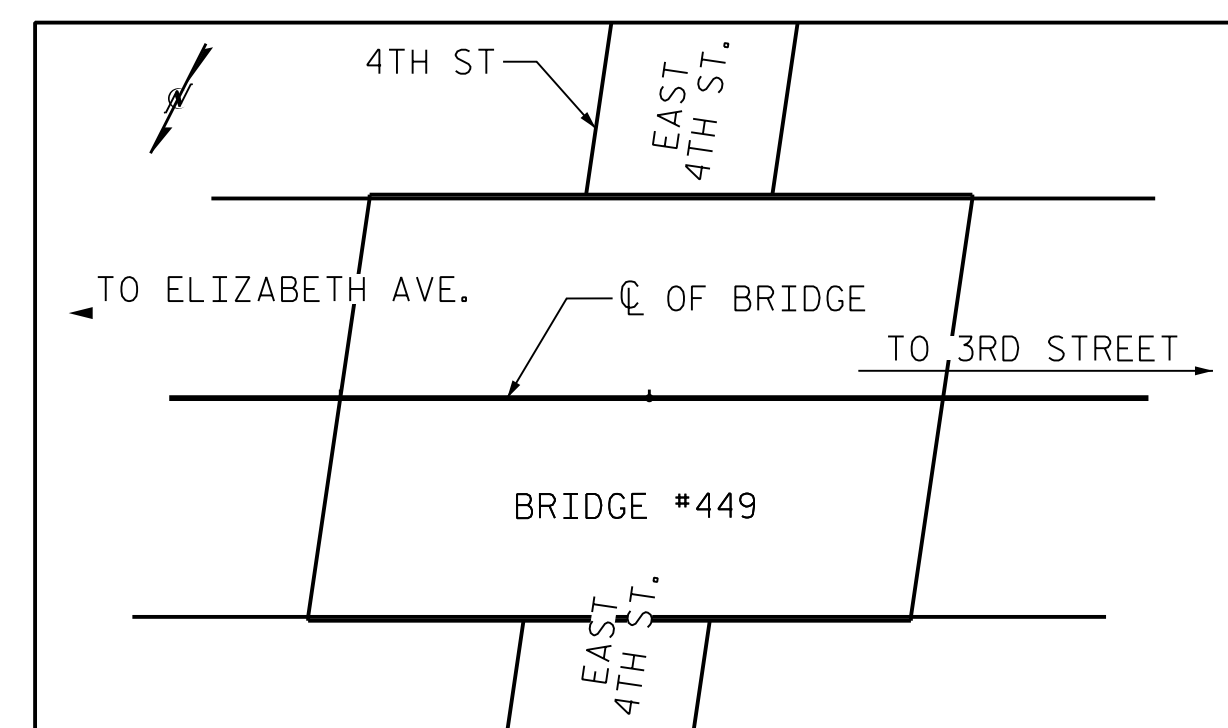 4TH ST
EAST
4TH ST.
N
TO ELIZABETH AVE.
℄ OF BRIDGE
TO 3RD STREET
BRIDGE #449
EAST
4TH ST.